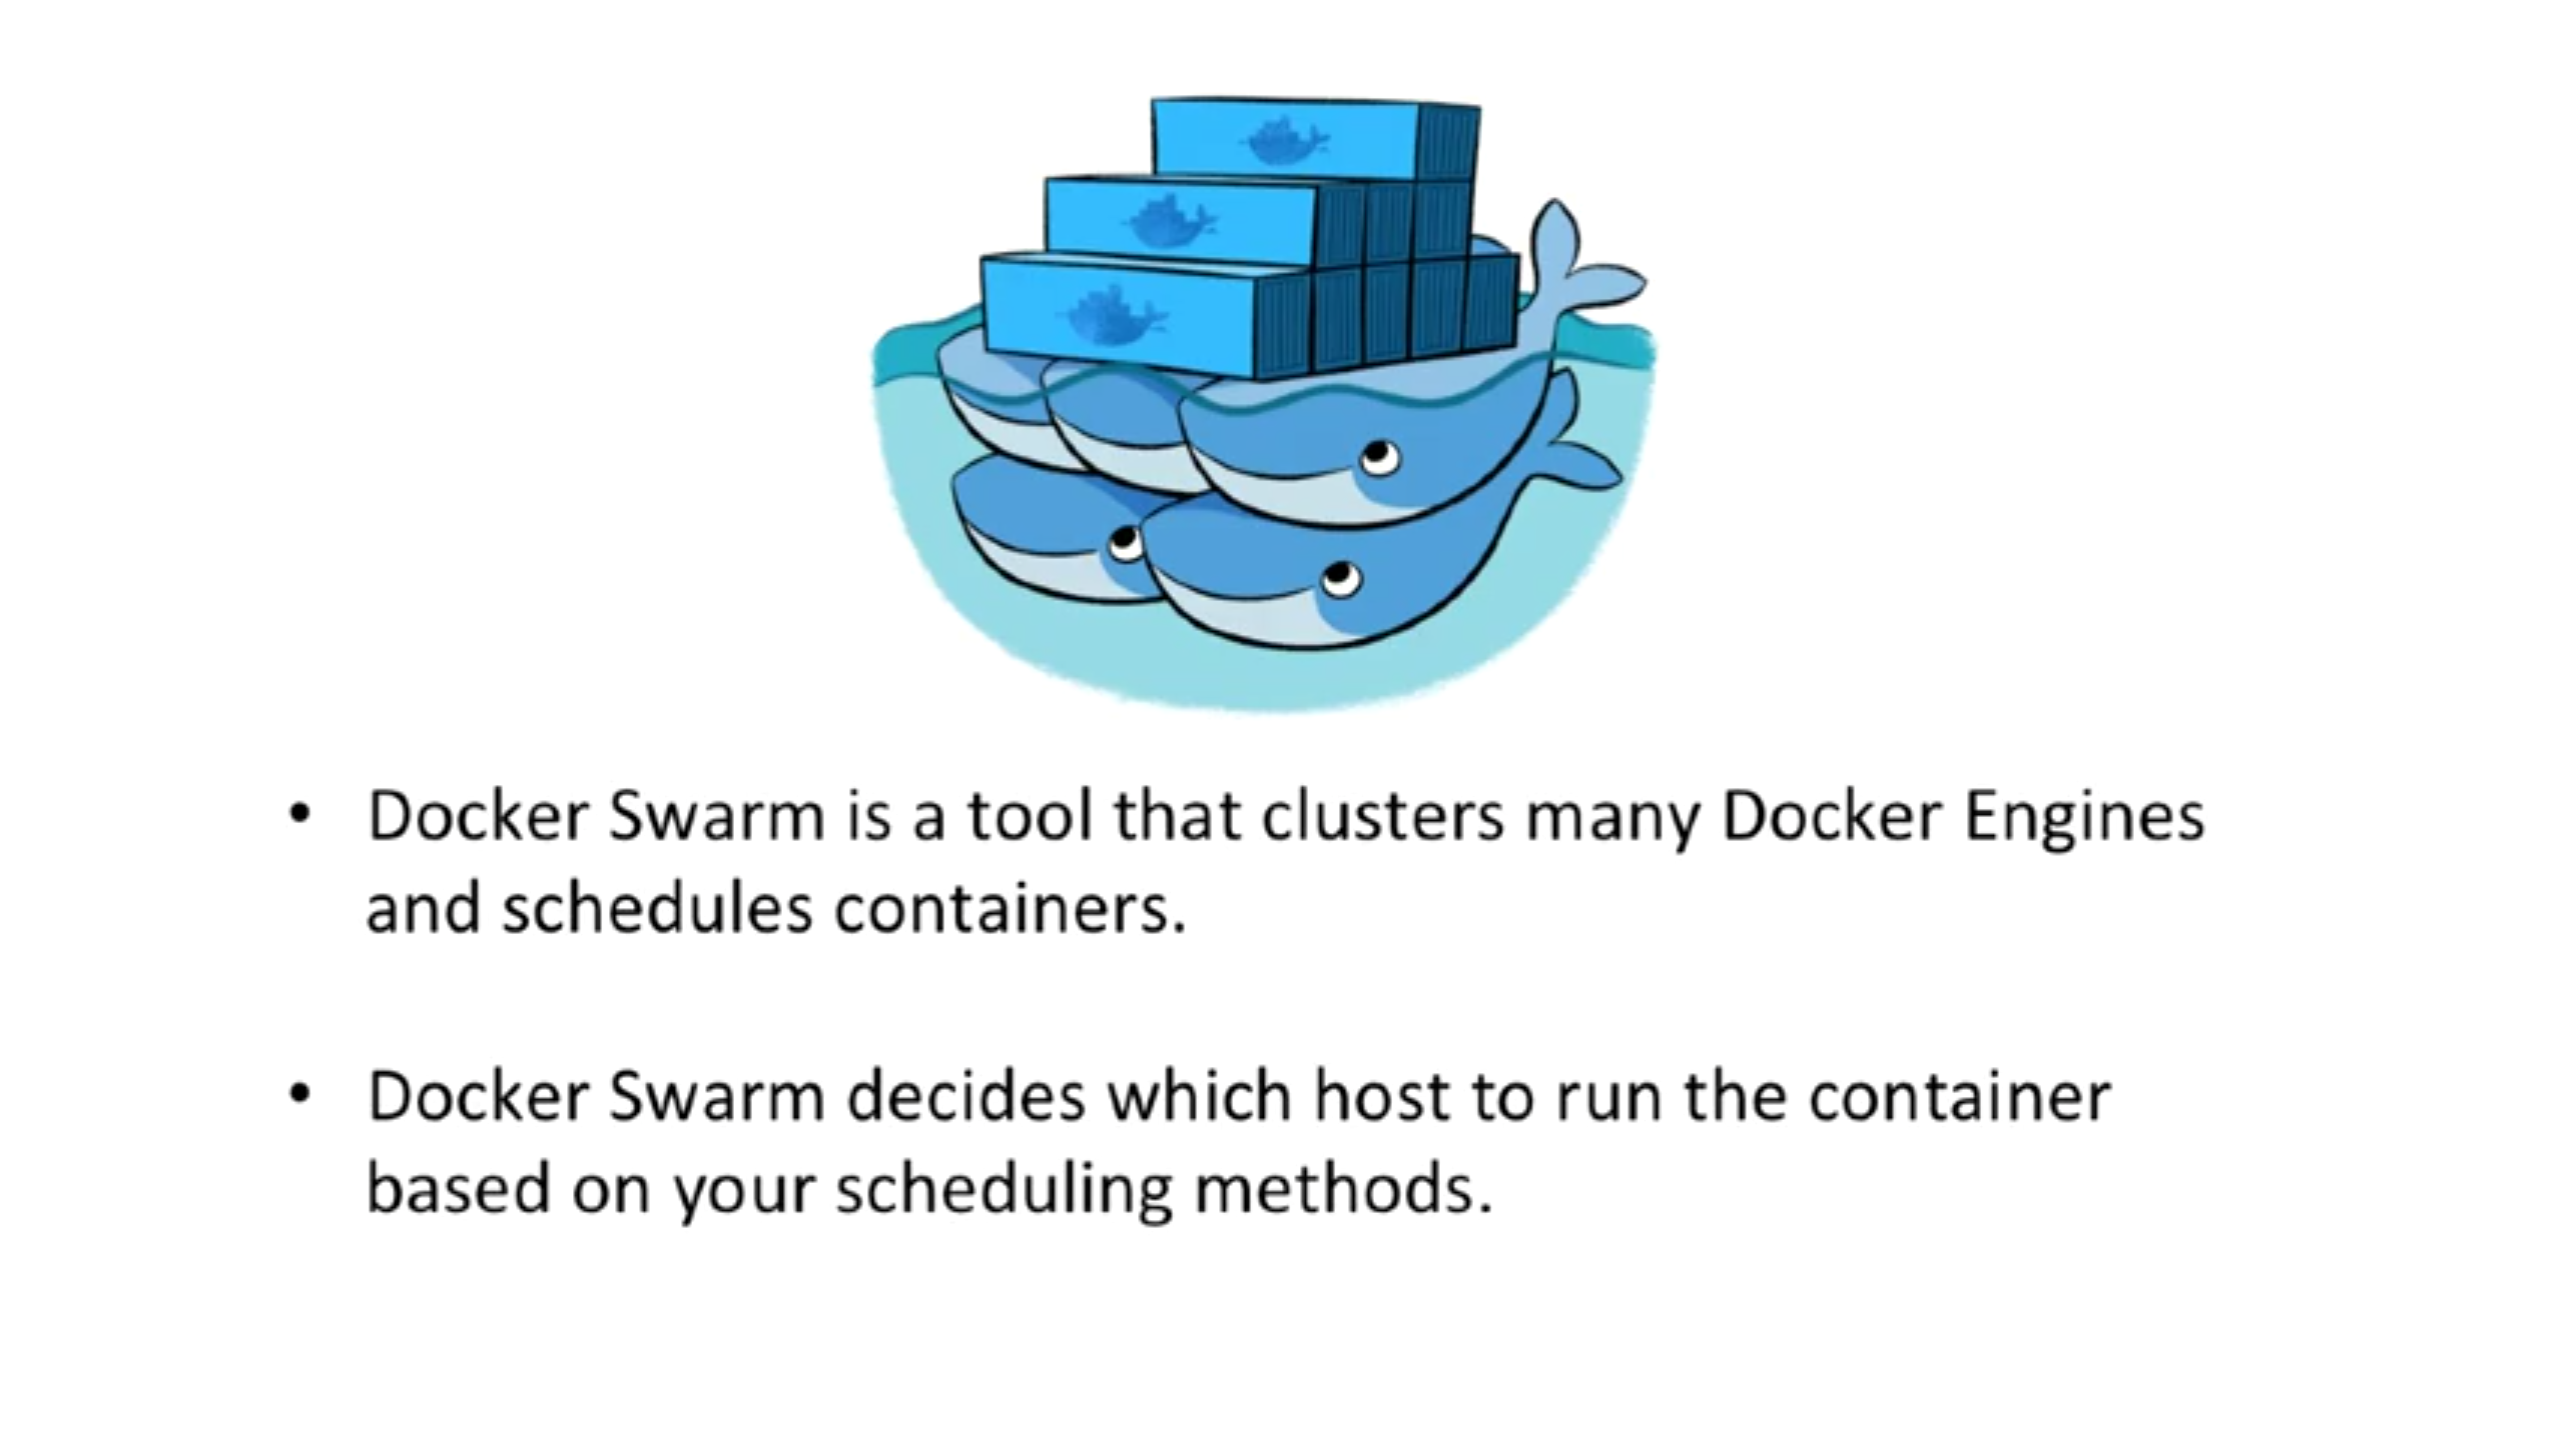 • Docker Swarm is a tool that clusters many Docker Engines
and schedules containers.
• Docker Swarm decides which host to run the container
based on your scheduling methods.